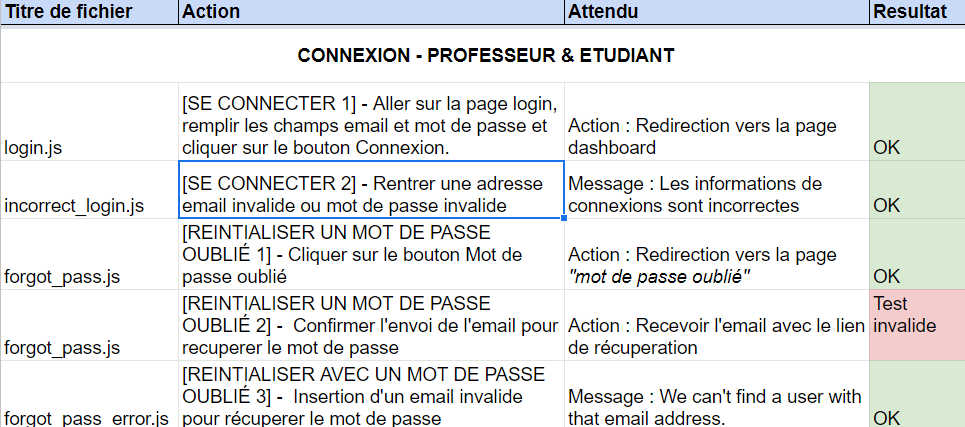 Titre de fichier Action Attendu Resultat
CONNEXION - PROFESSEUR & ETUDIANT
[SE CONNECTER 1] - Aller sur la page login,
remplir les champs email et mot de passe et
cliquer sur le bouton Connexion.
Action : Redirection vers la page
dashboard
login.js
OK
[SE CONNECTER 2] - Rentrer une adresse
email invalide ou mot de passe invalide
Message : Les informations de
connexions sont incorrectes
incorrect_login.js
OK
[REINTIALISER UN MOT DE PASSE
OUBLIÉ 1] - Cliquer sur le bouton Mot de
passe oublié
Action : Redirection vers la page
"mot de passe oublié"
forgot_pass.js
OK
[REINTIALISER UN MOT DE PASSE
OUBLIÉ 2] - Confirmer l'envoi de l'email pour
recuperer le mot de passe
Action : Recevoir l'email avec le lien
de récuperation
Test
invalide
forgot_pass.js
[REINTIALISER AVEC UN MOT DE PASSE
OUBLIÉ 3] - Insertion d'un email invalide
pour récuperer le mot de passe
Message : We can't find a user with
that email address.
forgot_pass_error.js
OK